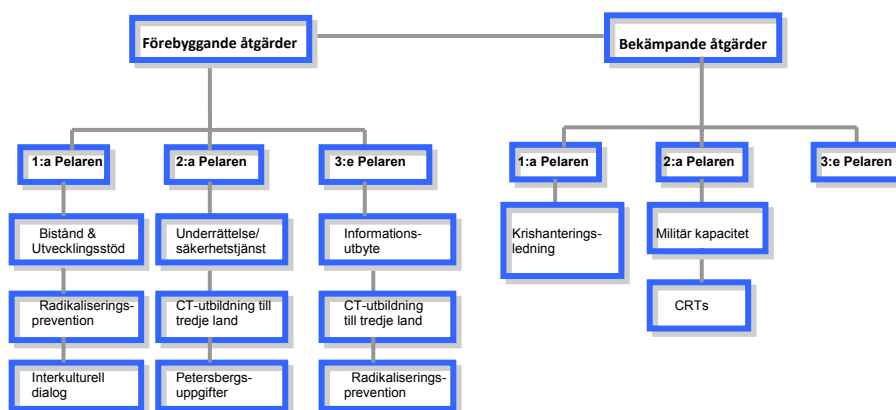 Förebyggande åtgärder
Bekämpande åtgärder
1:a Pelaren
2:a Pelaren
3:e Pelaren
1:a Pelaren
2:a Pelaren
3:e Pelaren
Bistånd &
Utvecklingsstöd
Underrättelse/
säkerhetstjänst
Informations-
utbyte
Krishanterings-
ledning
Militär kapacitet
Radikaliserings-
prevention
CT-utbildning till
tredje land
CT-utbildning
till tredje land
CRTs
Interkulturell
dialog
Petersbergs-
uppgifter
Radikaliserings-
prevention